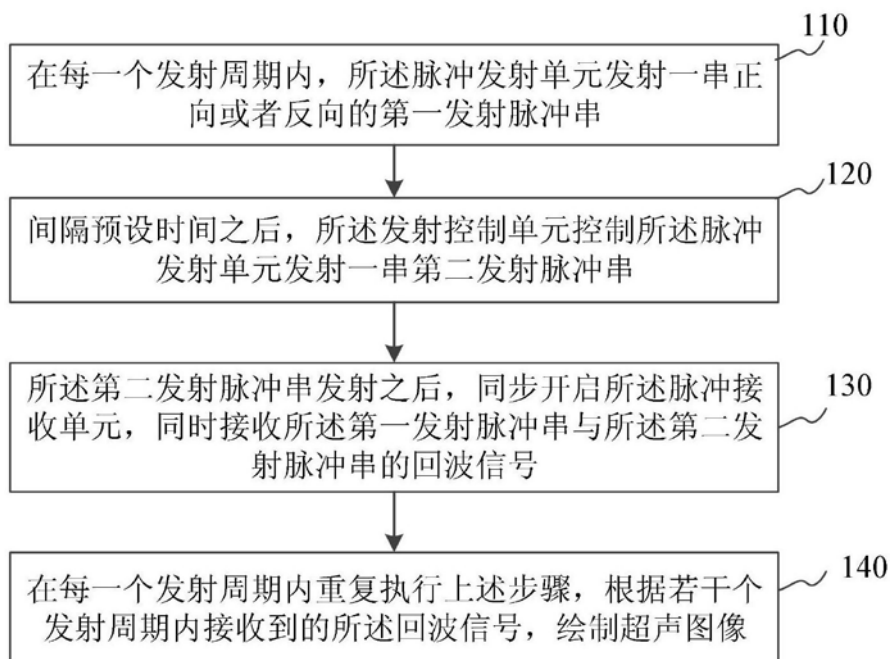 110
在每一个发射周期内，所述脉冲发射单元发射一串正
向或者反向的第一发射脉冲串
120
间隔预设时间之后，所述发射控制单元控制所述脉冲
发射单元发射一串第二发射脉冲串
130
所述第二发射脉冲串发射之后，同步开启所述脉冲接
收单元，同时接收所述第一发射脉冲串与所述第二发
射脉冲串的回波信号
140
在每一个发射周期内重复执行上述步骤，根据若干个
发射周期内接收到的所述回波信号，绘制超声图像